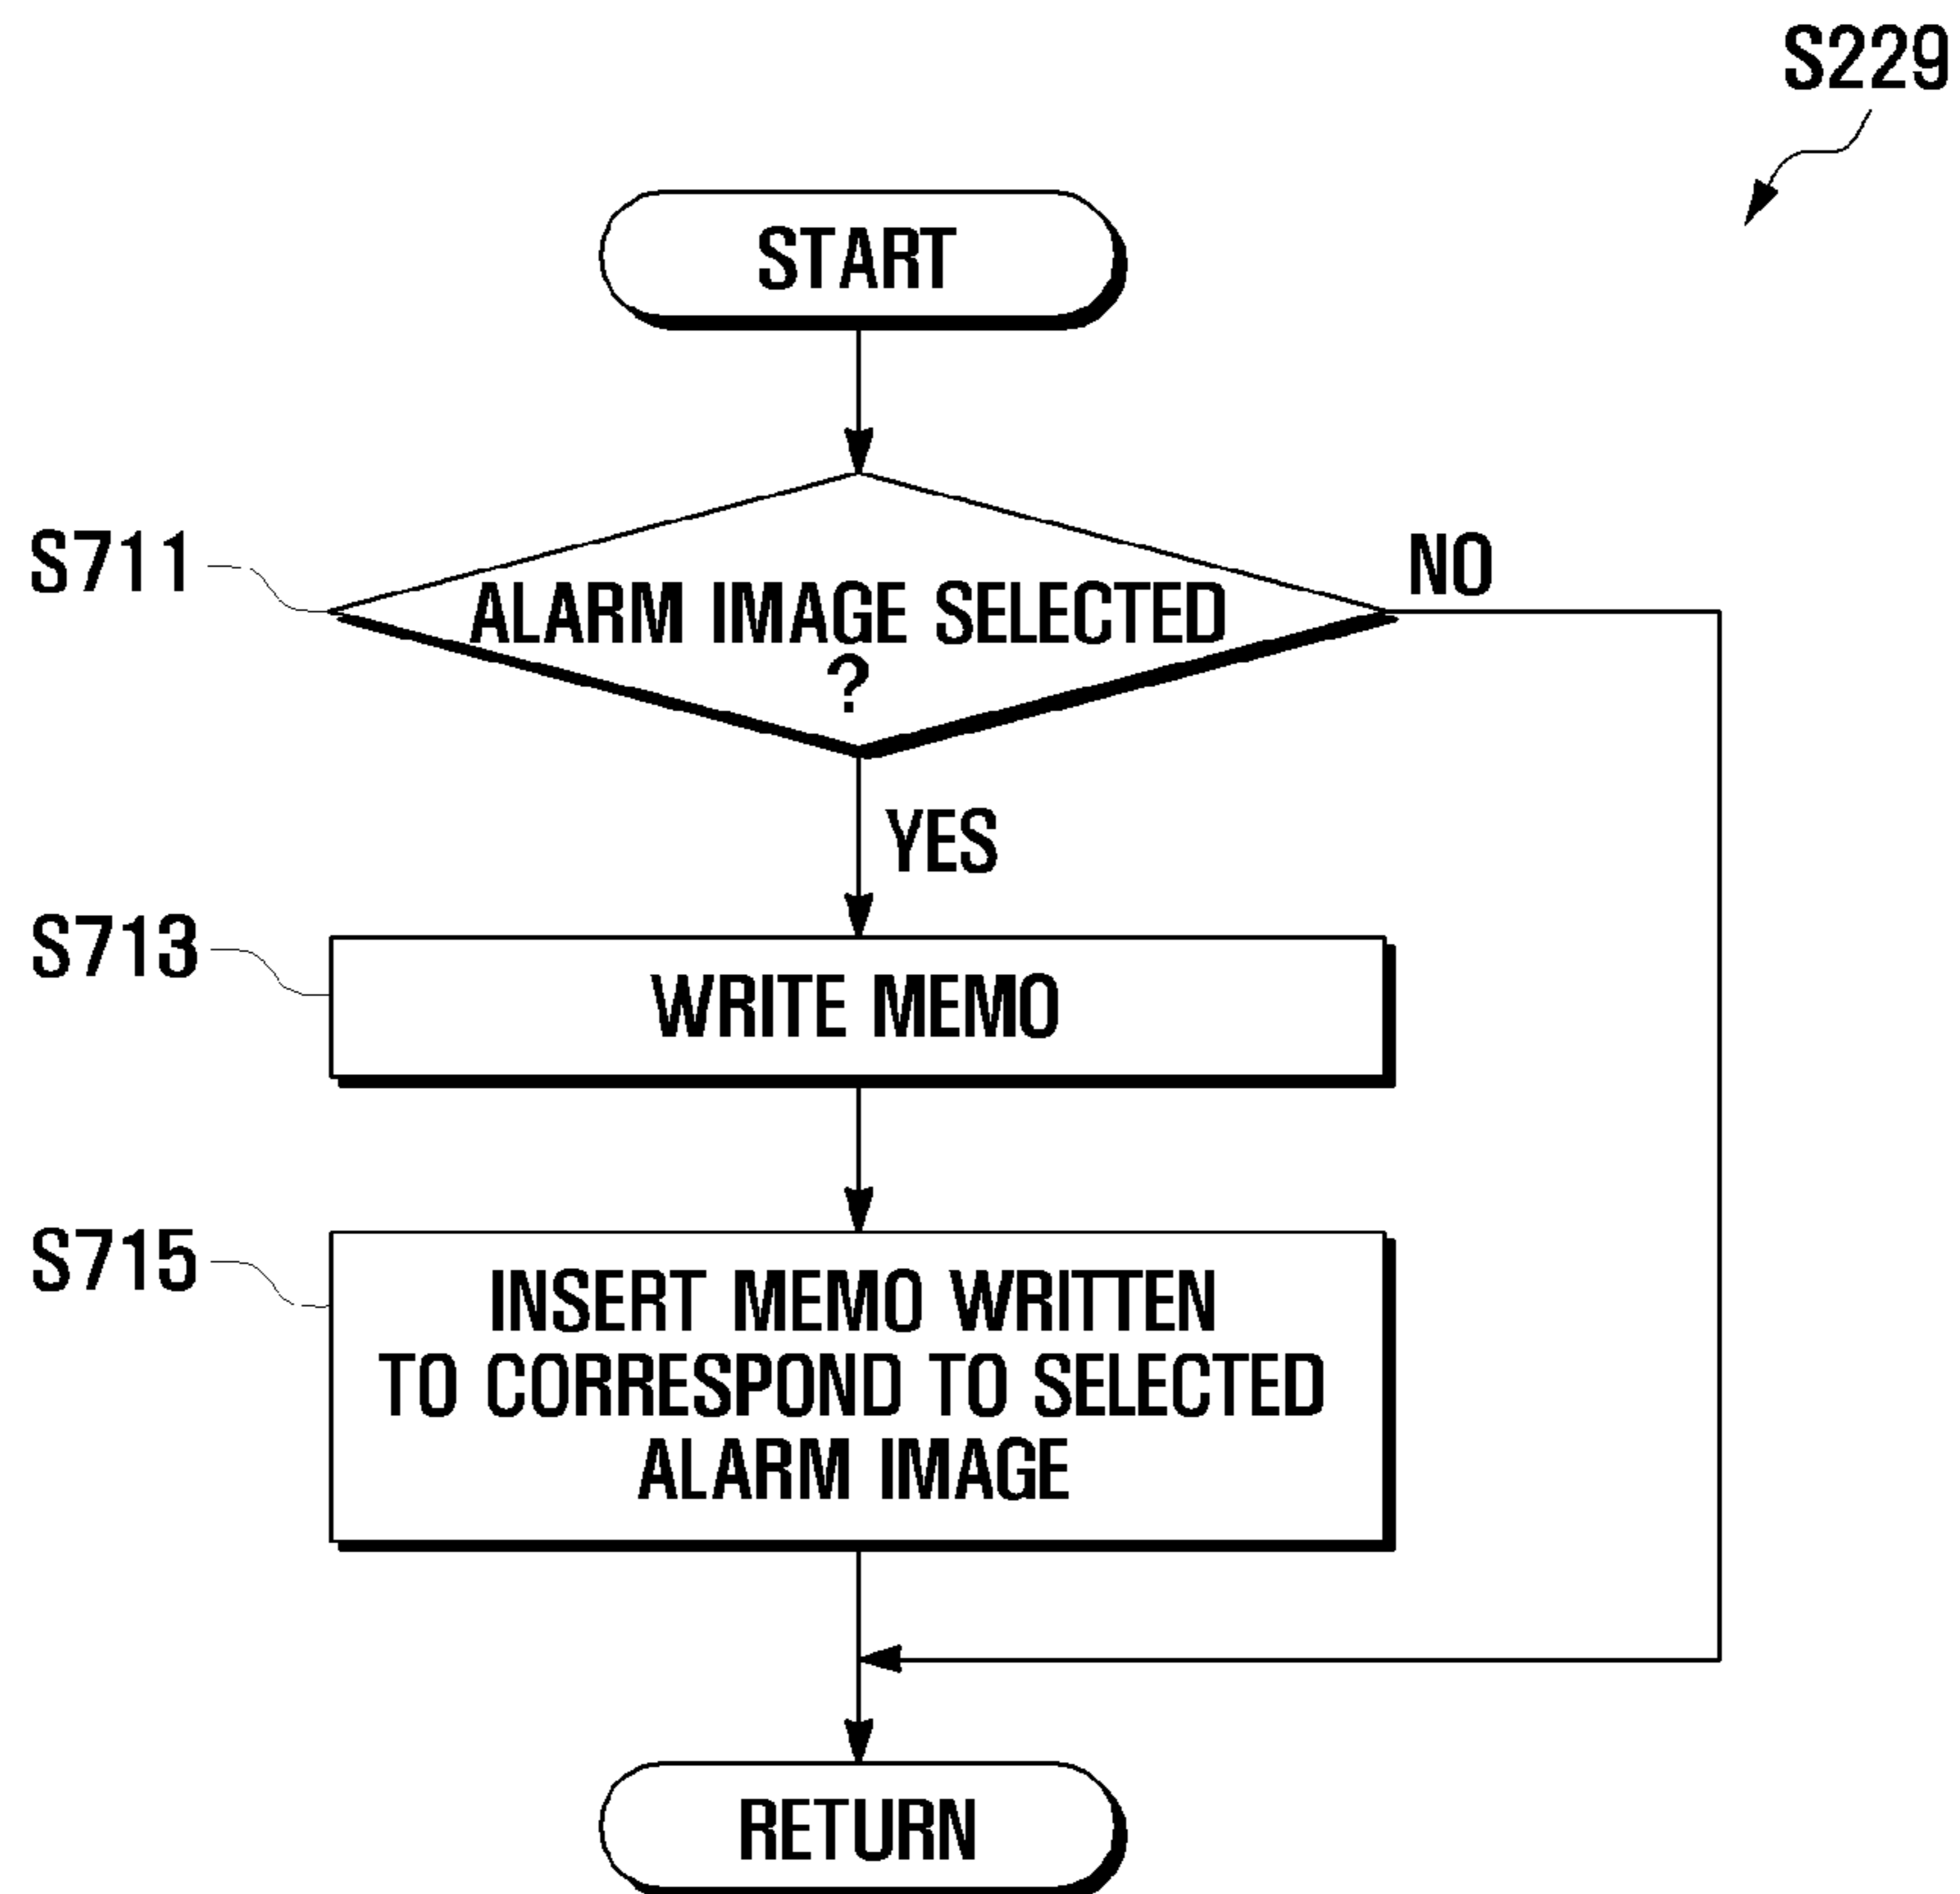 S229
START
S711
NO
ALARM IMAGE SELECTED
?
YES
S713
WRITE MEMO
S715
INSERT MEMO WRITTEN
TO CORRESPOND TO SELECTED
ALARM IMAGE
RETURN